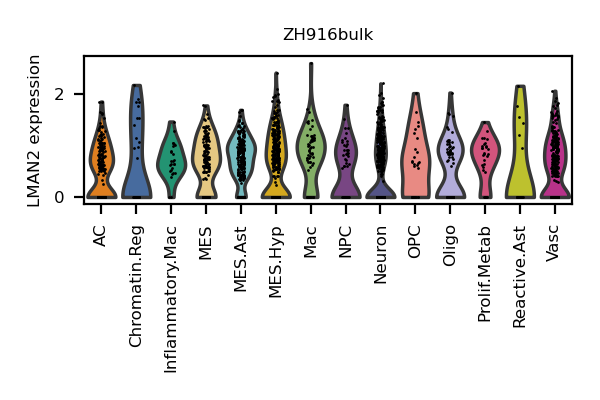 ZH916bulk
LMAN2 expression
2
0
AC
Chromatin.Reg
Inflammatory.Mac
MES
MES.Ast
MES.Hyp
Mac
NPC
Neuron
OPC
Oligo
Prolif.Metab
Reactive.Ast
Vasc